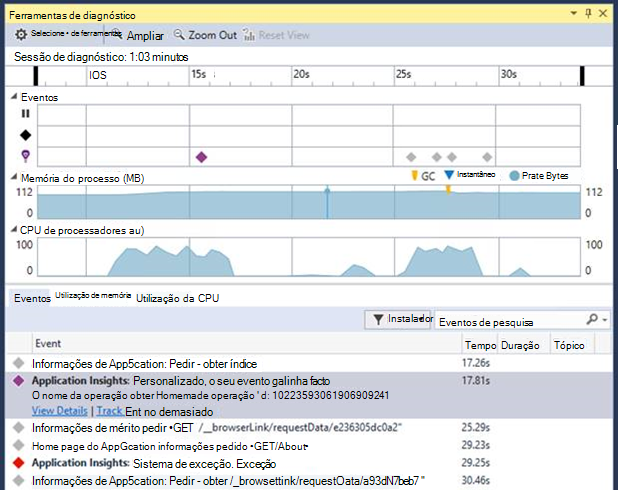 Ferramentas de diagnóstico
Selecione • de ferramentas Ampliar Zoom Out Reset View
Sessão de diagnóstico: 1:03 minutos
IOS 15s 20s 25s 30s
Eventos
Memória do processo (MB) GC Instantâneo Prate Bytes
112 112
0 0
CPU de processadores au)
100 100
0 0
Eventos Utilização de memória Utilização da CPU
Instalador Eventos de pesquisa
Event Tempo Duração Tópico
Informações de App5cation: Pedir - obter índice 17.26s
Application Insights: Personalizado, o seu evento galinha facto 17.81s
O nome da operação obter Homemade operação ' d: 10223593061906909241
View Details | Track Ent no demasiado
Informações de mérito pedir •GET /__browserLink/requestData/e236305dc0a2" 25.29s
Home page do AppGcation informações pedido •GET/About• 29.23s
Application Insights: Sistema de exceção. Exceção 29.25s
Informações de App5cation: Pedir - obter /_browsettink/requestOata/a93dN7beb7 " 30.46s